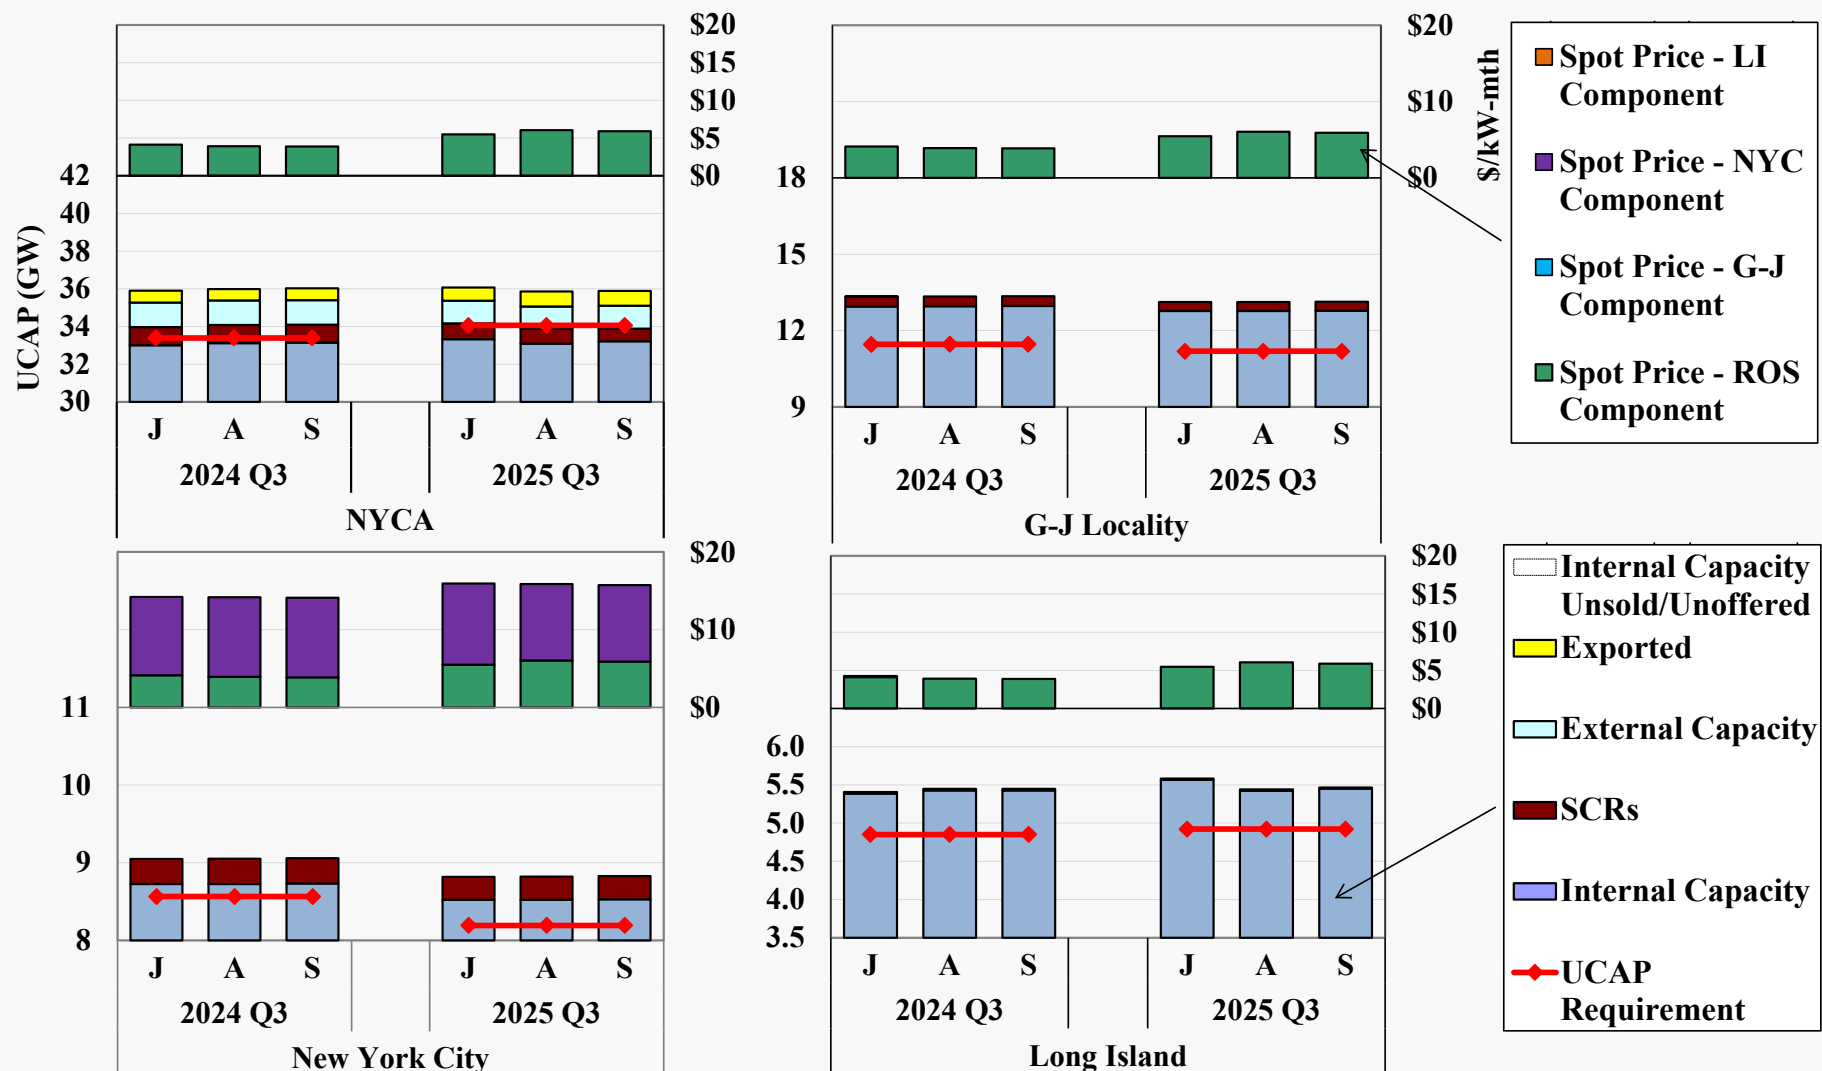 $20
$15
$10
$5
$0
42
40
38
36
34
32
30
UCAP (GW)
J A S J A S
2024 Q3 2025 Q3
NYCA
$20
$10
$0
$/kW-mth
18
15
12
9
J A S J A S
2024 Q3 2025 Q3
G-J Locality
Spot Price - LI
Component
Spot Price - NYC
Component
Spot Price - G-J
Component
Spot Price - ROS
Component
$20
$10
$0
11
10
9
8
J A S J A S
2024 Q3 2025 Q3
New York City
$20
$15
$10
$5
$0
6.0
5.5
5.0
4.5
4.0
3.5
J A S J A S
2024 Q3 2025 Q3
Long Island
Internal Capacity
Unsold/Unoffered
Exported
External Capacity
SCRs
Internal Capacity
UCAP
Requirement